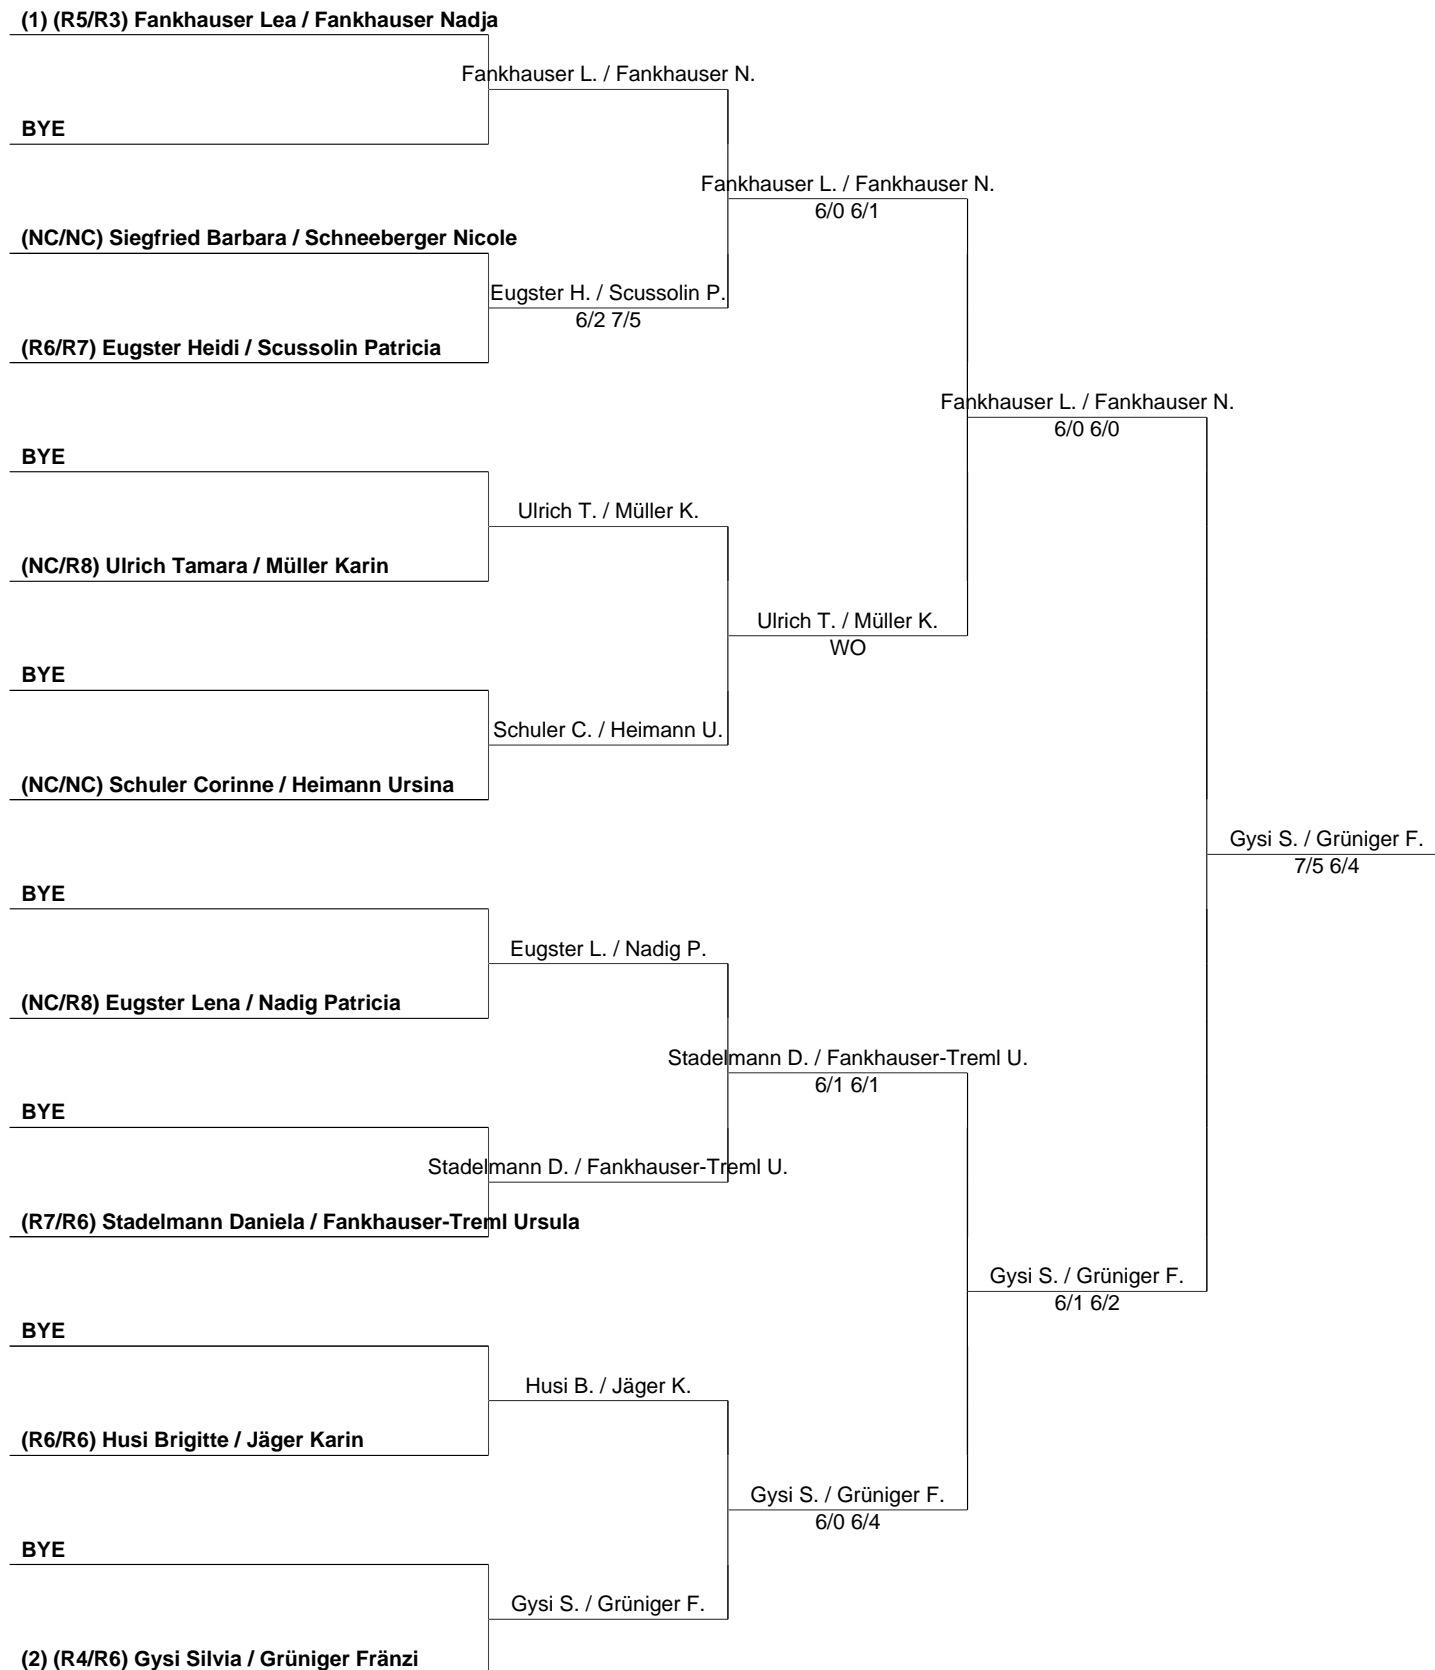 (1) (R5/R3) Fankhauser Lea / Fankhauser Nadja
Fankhauser L. / Fankhauser N.
BYE
Fankhauser L. / Fankhauser N.
6/0 6/1
(NC/NC) Siegfried Barbara / Schneeberger Nicole
Eugster H. / Scussolin P.
6/2 7/5
(R6/R7) Eugster Heidi / Scussolin Patricia
Fankhauser L. / Fankhauser N.
6/0 6/0
BYE
Ulrich T. / Müller K.
(NC/R8) Ulrich Tamara / Müller Karin
Ulrich T. / Müller K.
WO
BYE
Schuler C. / Heimann U.
(NC/NC) Schuler Corinne / Heimann Ursina
Gysi S. / Grüniger F.
7/5 6/4
BYE
Eugster L. / Nadig P.
(NC/R8) Eugster Lena / Nadig Patricia
Stadelmann D. / Fankhauser-Treml U.
6/1 6/1
BYE
Stadelmann D. / Fankhauser-Treml U.
(R7/R6) Stadelmann Daniela / Fankhauser-Treml Ursula
Gysi S. / Grüniger F.
6/1 6/2
BYE
Husi B. / Jäger K.
(R6/R6) Husi Brigitte / Jäger Karin
Gysi S. / Grüniger F.
6/0 6/4
BYE
Gysi S. / Grüniger F.
(2) (R4/R6) Gysi Silvia / Grüniger Fränzi